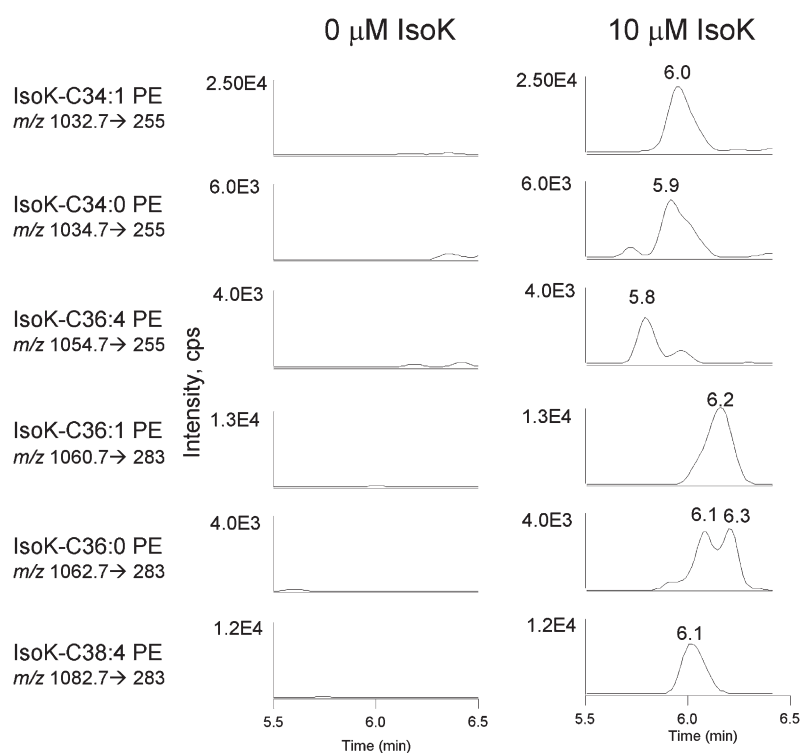 0 μM IsoK
10 μM IsoK
IsoK-C34:1 PE
m/z 1032.7→ 255
2.50E4
2.50E4
6.0
IsoK-C34:0 PE
m/z 1034.7→ 255
6.0E3
6.0E3
5.9
IsoK-C36:4 PE
m/z 1054.7→ 255
4.0E3
4.0E3
5.8
Intensity, cps
IsoK-C36:1 PE
m/z 1060.7→ 283
1.3E4
1.3E4
6.2
IsoK-C36:0 PE
m/z 1062.7→ 283
4.0E3
4.0E3
6.1 6.3
IsoK-C38:4 PE
m/z 1082.7→ 283
1.2E4
1.2E4
6.1
5.5 6.0 6.5
5.5 6.0 6.5
Time (min)
Time (min)